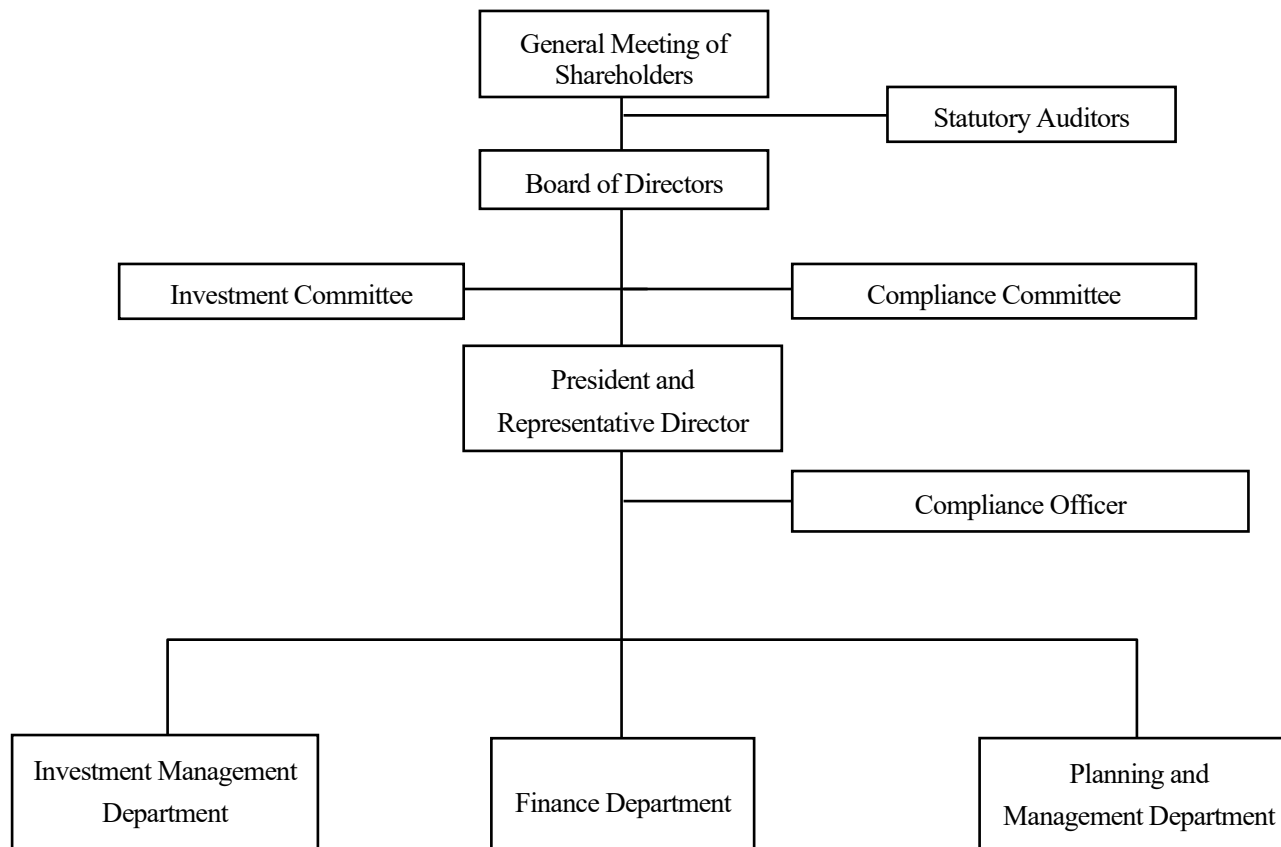 General Meeting of
Shareholders
Statutory Auditors
Board of Directors
Investment Committee
Compliance Committee
President and
Representative Director
Compliance Officer
Investment Management
Department
Finance Department
Planning and
Management Department